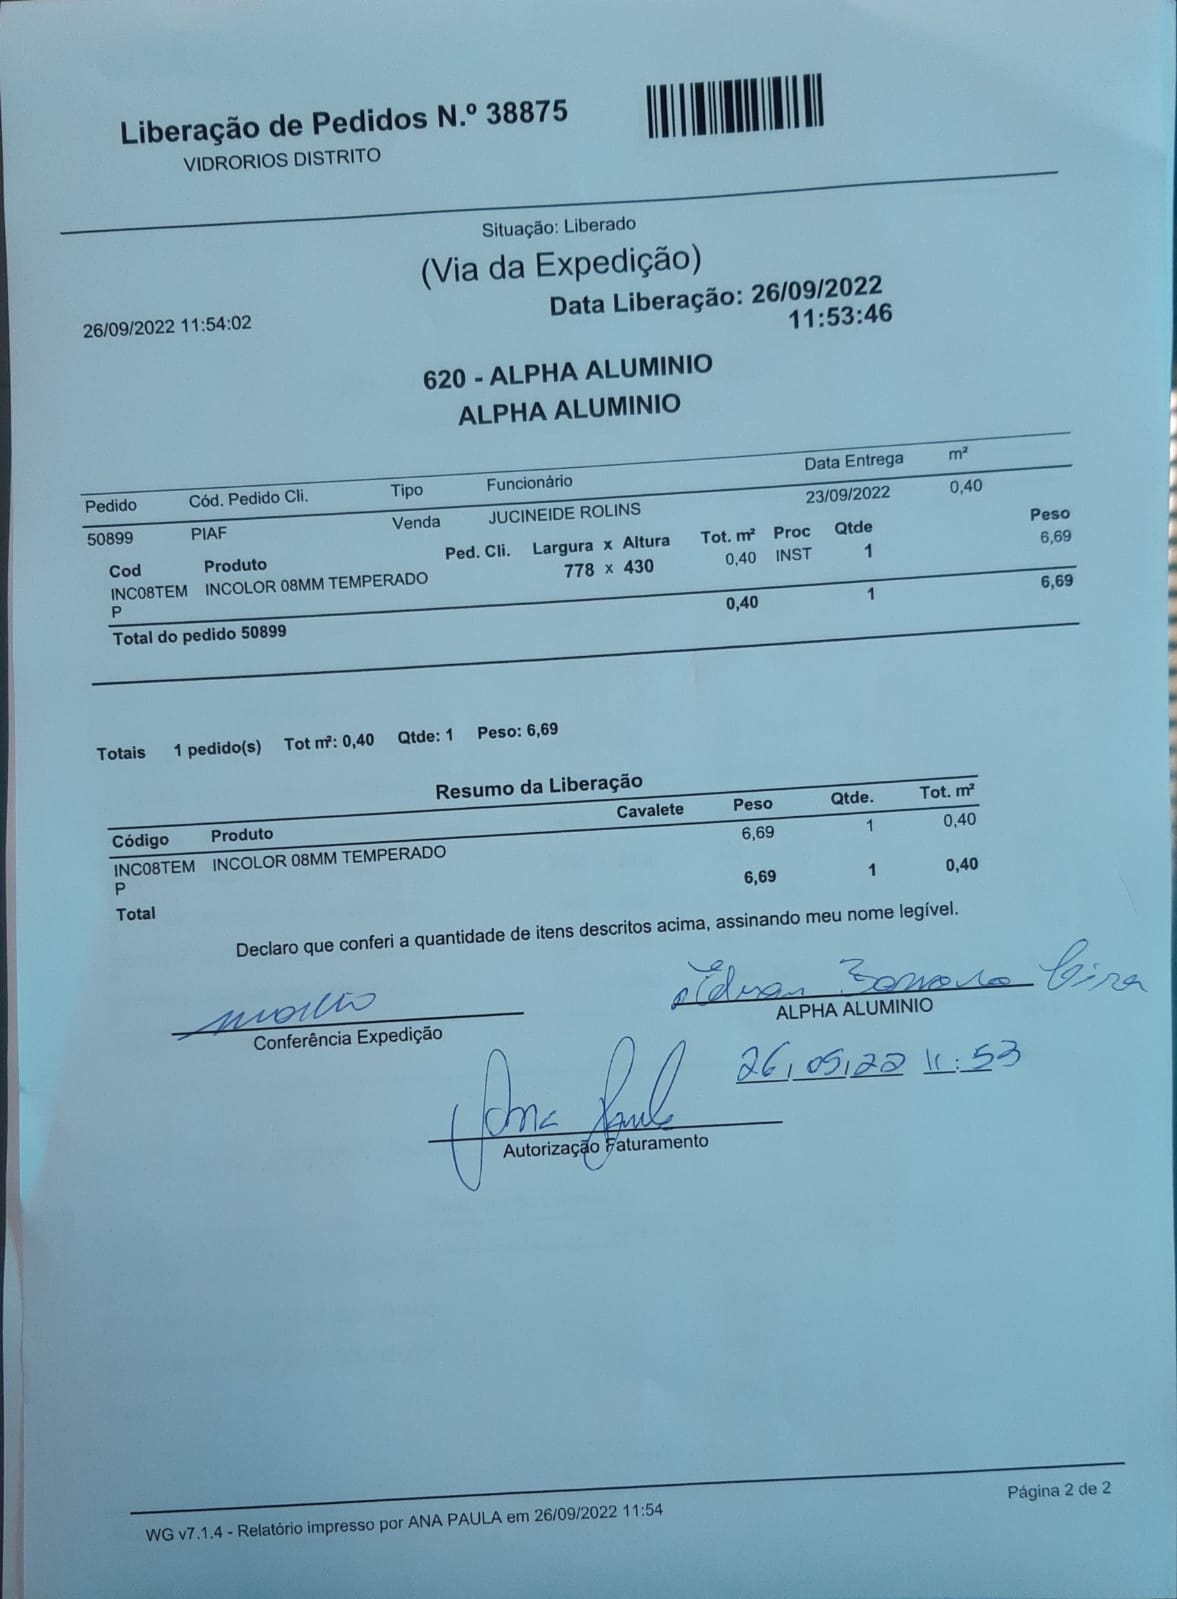 Liberação de Pedidos N.º 38875
VIDRORIOS DISTRITO
Situação: Liberado
(Via da Expedição)
Data Liberação: 26/09/2022
11:53:46
26/09/2022 11:54:02
620 - ALPHA ALUMINIO
ALPHA ALUMINIO
Pedido Cód. Pedido Cli. Tipo Funcionário Data Entrega m²
50899 PIAF Venda JUCINEIDE ROLINS 23/09/2022 0,40
Cod Produto Ped. Cli. Largura x Altura Tot. m² Proc Qtde Peso
INC08TEM INCOLOR 08MM TEMPERADO 778 x 430 0,40 INST 1 6,69
P
Total do pedido 50899 0,40 1 6,69
Totais 1 pedido(s) Tot m²: 0,40 Qtde: 1 Peso: 6,69
Resumo da Liberação
Código Produto Cavalete Peso Qtde. Tot. m²
INC08TEM INCOLOR 08MM TEMPERADO 6,69 1 0,40
P
Total 6,69 1 0,40
Declaro que conferi a quantidade de itens descritos acima, assinando meu nome legível.
Conferência Expedição
ALPHA ALUMINIO
26, 09, 22 11:53
Ana Paula
Autorização Faturamento
WG v7.1.4 - Relatório impresso por ANA PAULA em 26/09/2022 11:54
Página 2 de 2